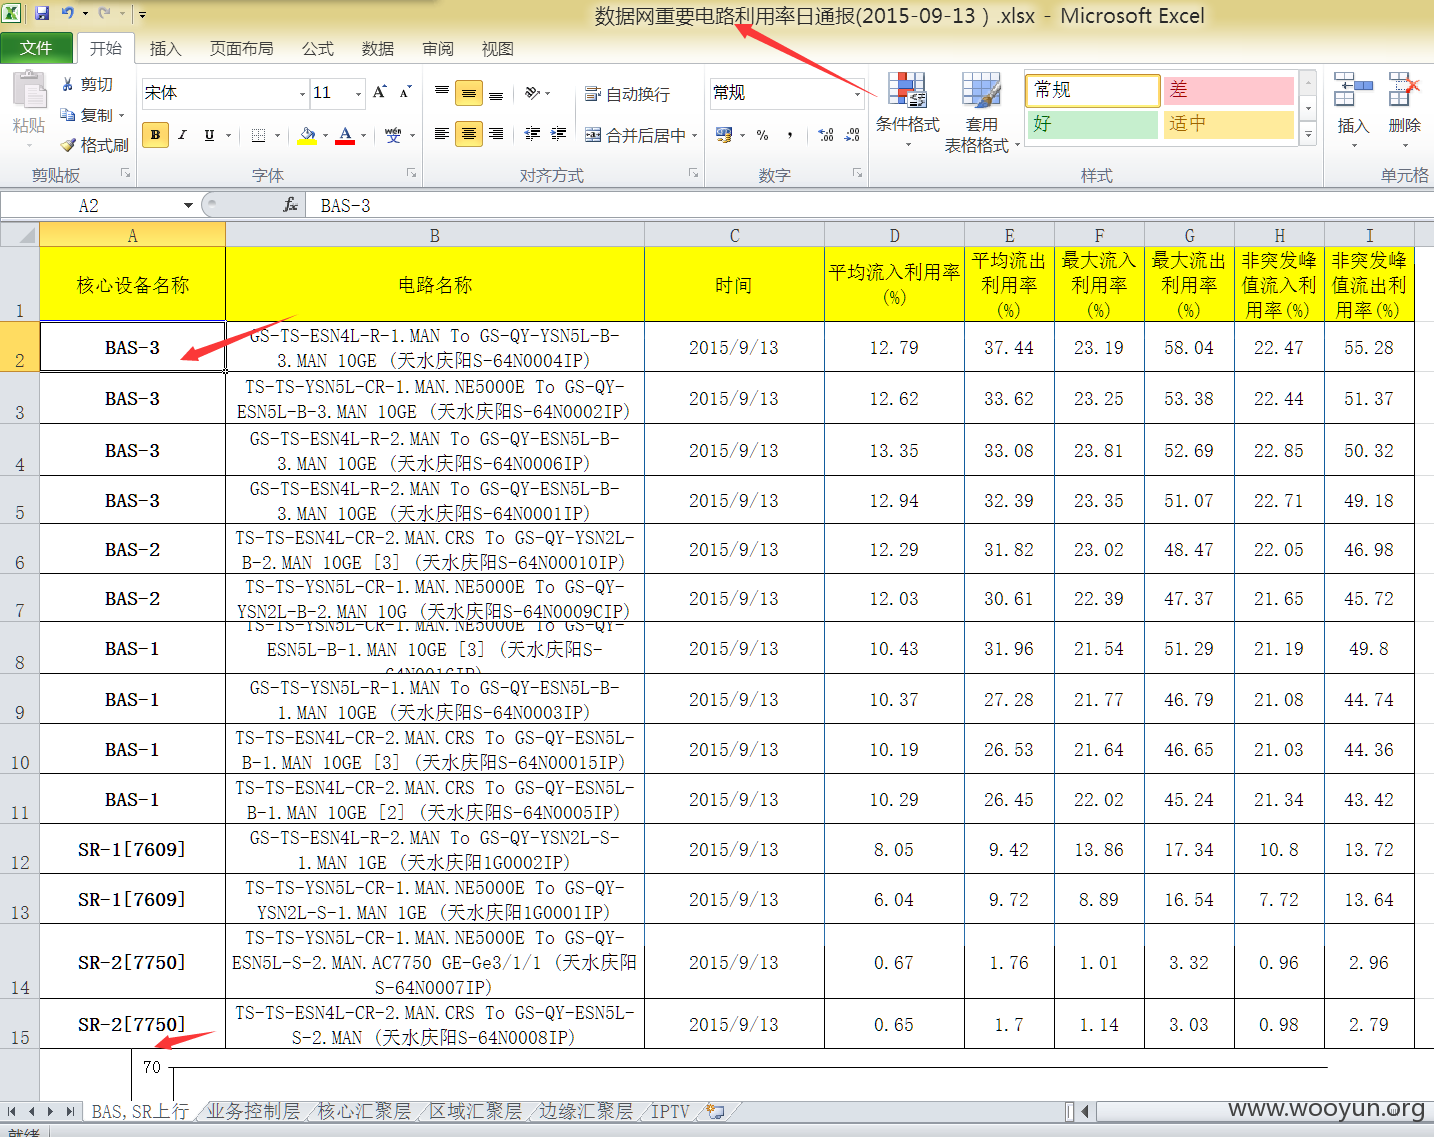 数据网重要电路利用率日通报(2015-09-13 ) .xlsx - Microsoft Excel
文件 开始 插入 页面布局 公式 数据 审阅 视图
粘贴 剪切 复制 格式刷 剪贴板
宋体 11 B I U A wén 文 字体
自动换行 合并后居中 对齐方式
常规 % , 数字
条件格式 套用 表格格式 常规 差 好 适中 样式
插入 删除 单元格
A2 fx BAS-3
A B C D E F G H I
1 核心设备名称 电路名称 时间 平均流入利用率(%) 平均流出利用率(%) 最大流入利用率(%) 最大流出利用率(%) 非突发峰值流入利用率(%) 非突发峰值流出利用率(%)
2 BAS-3 GS-TS-ESN4L-R-1.MAN To GS-QY-YSN5L-B-3.MAN 10GE (天水庆阳S-64N0004IP) 2015/9/13 12.79 37.44 23.19 58.04 22.47 55.28
3 BAS-3 TS-TS-YSN5L-CR-1.MAN.NE5000E To GS-QY-ESN5L-B-3.MAN 10GE (天水庆阳S-64N0002IP) 2015/9/13 12.62 33.62 23.25 53.38 22.44 51.37
4 BAS-3 GS-TS-ESN4L-R-2.MAN To GS-QY-ESN5L-B-3.MAN 10GE (天水庆阳S-64N0006IP) 2015/9/13 13.35 33.08 23.81 52.69 22.85 50.32
5 BAS-3 GS-TS-ESN4L-R-2.MAN To GS-QY-ESN5L-B-3.MAN 10GE (天水庆阳S-64N0001IP) 2015/9/13 12.94 32.39 23.35 51.07 22.71 49.18
6 BAS-2 TS-TS-ESN4L-CR-2.MAN.CRS To GS-QY-YSN2L-B-2.MAN 10GE [3] (天水庆阳S-64N00010IP) 2015/9/13 12.29 31.82 23.02 48.47 22.05 46.98
7 BAS-2 TS-TS-YSN5L-CR-1.MAN.NE5000E To GS-QY-YSN2L-B-2.MAN 10G (天水庆阳S-64N0009CIP) 2015/9/13 12.03 30.61 22.39 47.37 21.65 45.72
8 BAS-1 TS-TS-YSN5L-CR-1.MAN.NE5000E To GS-QY-ESN5L-B-1.MAN 10GE [3] (天水庆阳S-64N0016IP) 2015/9/13 10.43 31.96 21.54 51.29 21.19 49.8
9 BAS-1 GS-TS-YSN5L-R-1.MAN To GS-QY-ESN5L-B-1.MAN 10GE (天水庆阳S-64N0003IP) 2015/9/13 10.37 27.28 21.77 46.79 21.08 44.74
10 BAS-1 TS-TS-ESN4L-CR-2.MAN.CRS To GS-QY-ESN5L-B-1.MAN 10GE [3] (天水庆阳S-64N00015IP) 2015/9/13 10.19 26.53 21.64 46.65 21.03 44.36
11 BAS-1 TS-TS-ESN4L-CR-2.MAN.CRS To GS-QY-ESN5L-B-1.MAN 10GE [2] (天水庆阳S-64N0005IP) 2015/9/13 10.29 26.45 22.02 45.24 21.34 43.42
12 SR-1[7609] GS-TS-ESN4L-R-2.MAN To GS-QY-YSN2L-S-1.MAN 1GE (天水庆阳1G0002IP) 2015/9/13 8.05 9.42 13.86 17.34 10.8 13.72
13 SR-1[7609] TS-TS-YSN5L-CR-1.MAN.NE5000E To GS-QY-YSN2L-S-1.MAN 1GE (天水庆阳1G0001IP) 2015/9/13 6.04 9.72 8.89 16.54 7.72 13.64
14 SR-2[7750] TS-TS-YSN5L-CR-1.MAN.NE5000E To GS-QY-ESN5L-S-2.MAN.AC7750 GE-Ge3/1/1 (天水庆阳S-64N0007IP) 2015/9/13 0.67 1.76 1.01 3.32 0.96 2.96
15 SR-2[7750] TS-TS-ESN4L-CR-2.MAN.CRS To GS-QY-ESN5L-S-2.MAN (天水庆阳S-64N0008IP) 2015/9/13 0.65 1.7 1.14 3.03 0.98 2.79
70
BAS,SR上行 业务控制层 核心汇聚层 区域汇聚层 边缘汇聚层 IPTV
www.wooyun.org
就绪